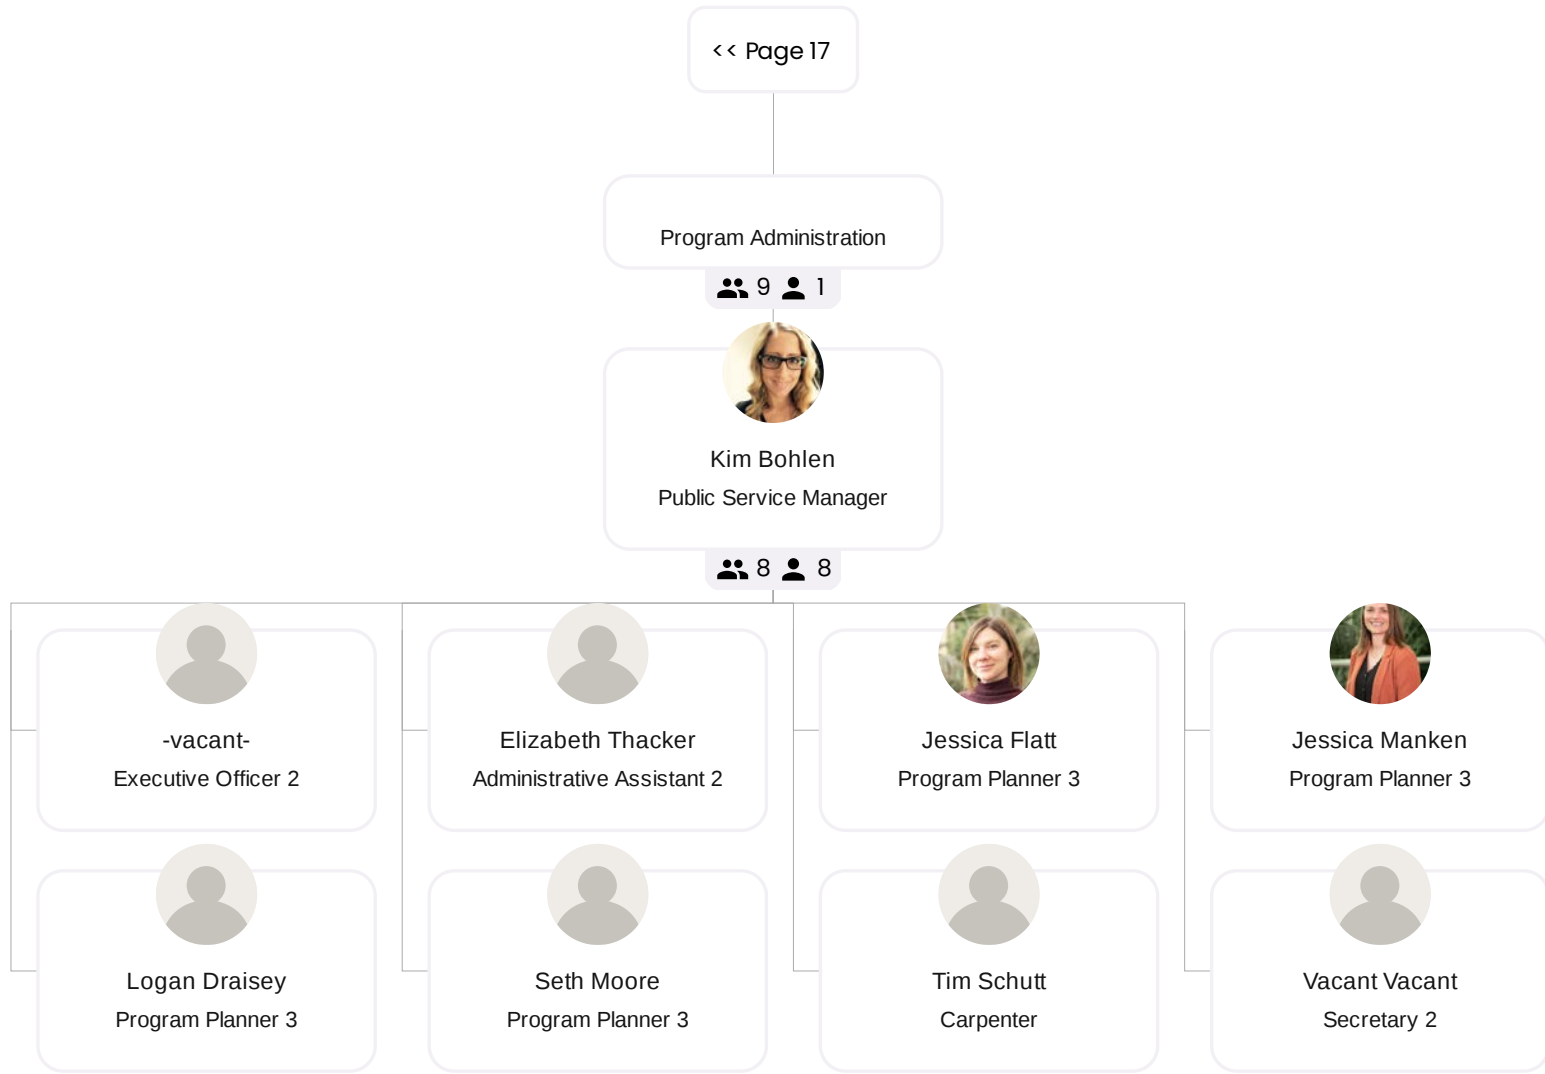 << Page 17
Program Administration
9 1
Kim Bohlen
Public Service Manager
8 8
-vacant-
Executive Officer 2
Elizabeth Thacker
Administrative Assistant 2
Jessica Flatt
Program Planner 3
Jessica Manken
Program Planner 3
Logan Draisey
Program Planner 3
Seth Moore
Program Planner 3
Tim Schutt
Carpenter
Vacant Vacant
Secretary 2